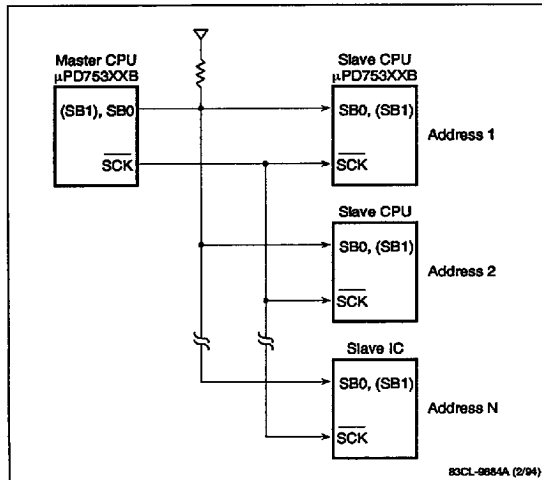 Master CPU
μPD753XXB
(SB1), SB0
SCK
Slave CPU
μPD753XXB
SB0, (SB1)
Address 1
SCK
Slave CPU
SB0, (SB1)
Address 2
SCK
Slave IC
SB0, (SB1)
Address N
SCK
83CL-9884A (2/94)